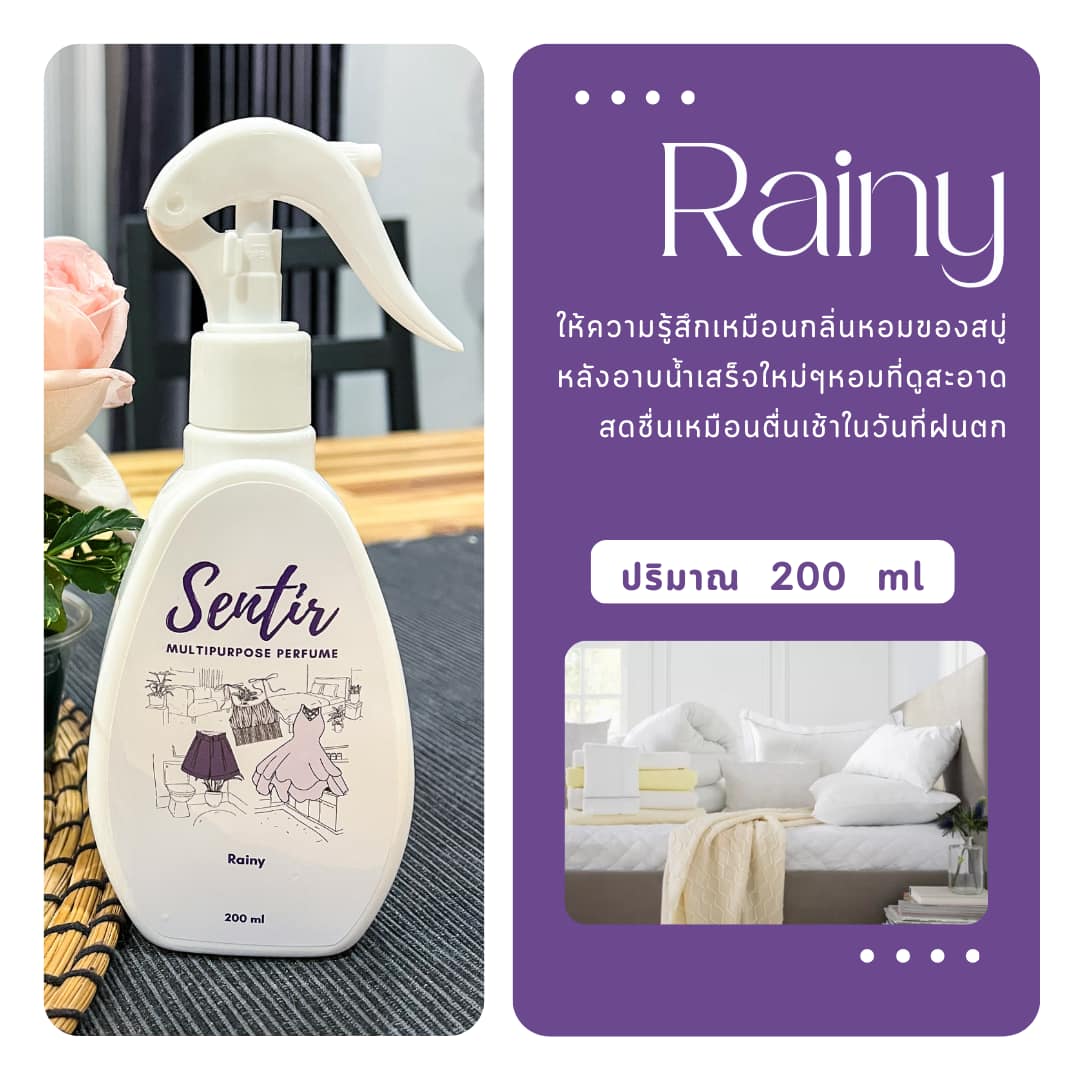 Sentir
MULTIPURPOSE PERFUME
Rainy
200 ml
Rainy
ให้ความรู้สึกเหมือนกลิ่นหอมของสบู่
หลังอาบน้ำเสร็จใหม่ๆหอมที่ดูสะอาด
สดชื่นเหมือนตื่นเช้าในวันที่ฝนตก
ปริมาณ 200 ml